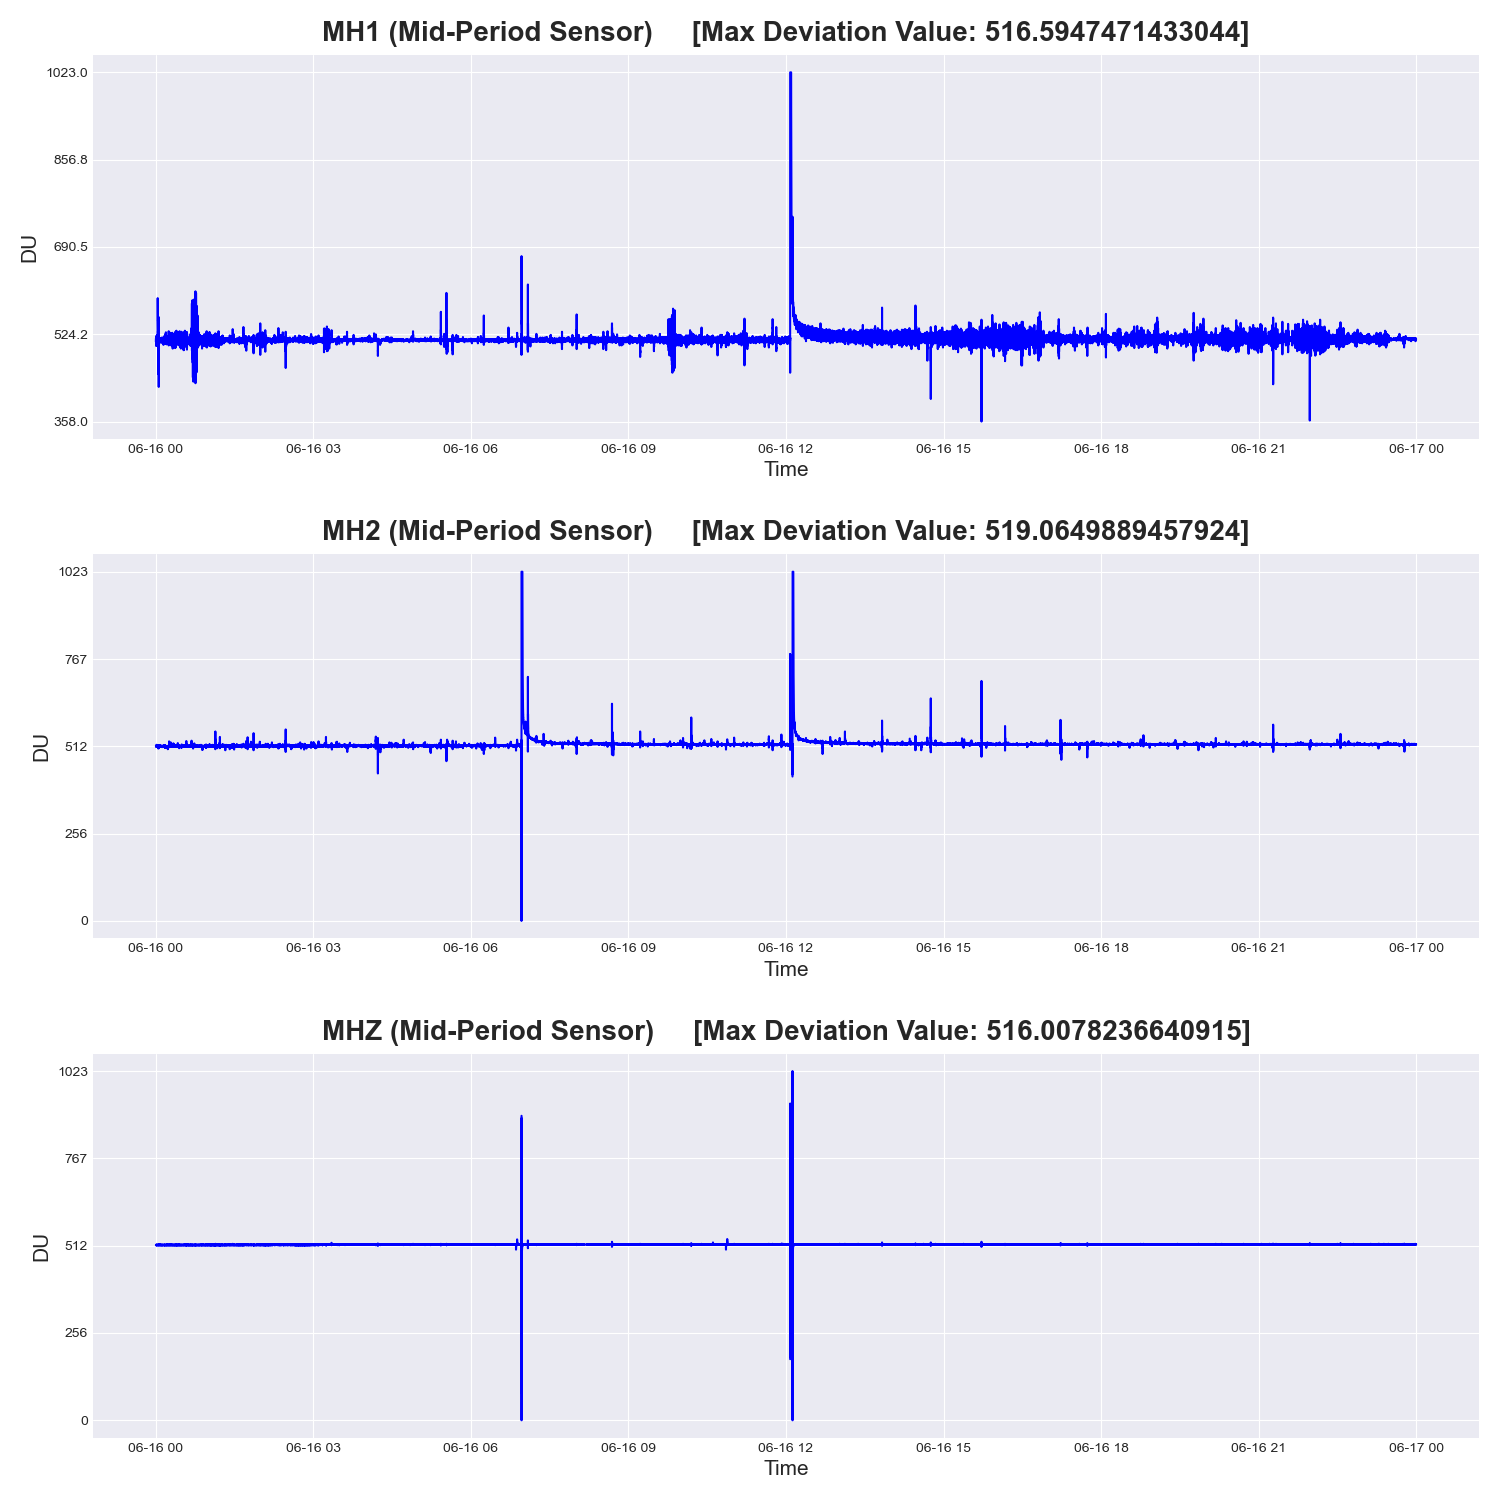 MH1 (Mid-Period Sensor) [Max Deviation Value: 516.5947471433044]
1023.0
856.8
690.5
524.2
358.0
DU
06-16 00 06-16 03 06-16 06 06-16 09 06-16 12 06-16 15 06-16 18 06-16 21 06-17 00
Time
MH2 (Mid-Period Sensor) [Max Deviation Value: 519.0649889457924]
1023
767
512
256
0
DU
06-16 00 06-16 03 06-16 06 06-16 09 06-16 12 06-16 15 06-16 18 06-16 21 06-17 00
Time
MHZ (Mid-Period Sensor) [Max Deviation Value: 516.0078236640915]
1023
767
512
256
0
DU
06-16 00 06-16 03 06-16 06 06-16 09 06-16 12 06-16 15 06-16 18 06-16 21 06-17 00
Time